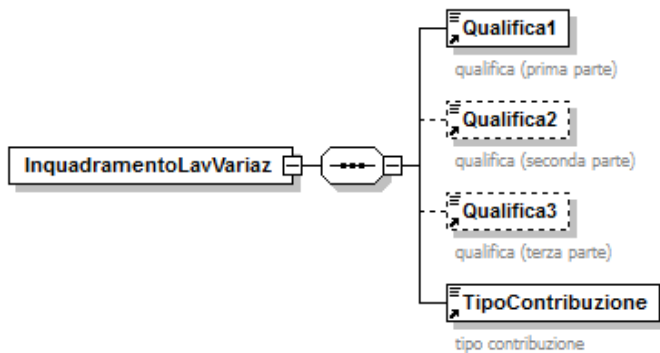 Qualifica1
qualifica (prima parte)
Qualifica2
qualifica (seconda parte)
InquadramentoLavVariaz
Qualifica3
qualifica (terza parte)
TipoContribuzione
tipo contribuzione